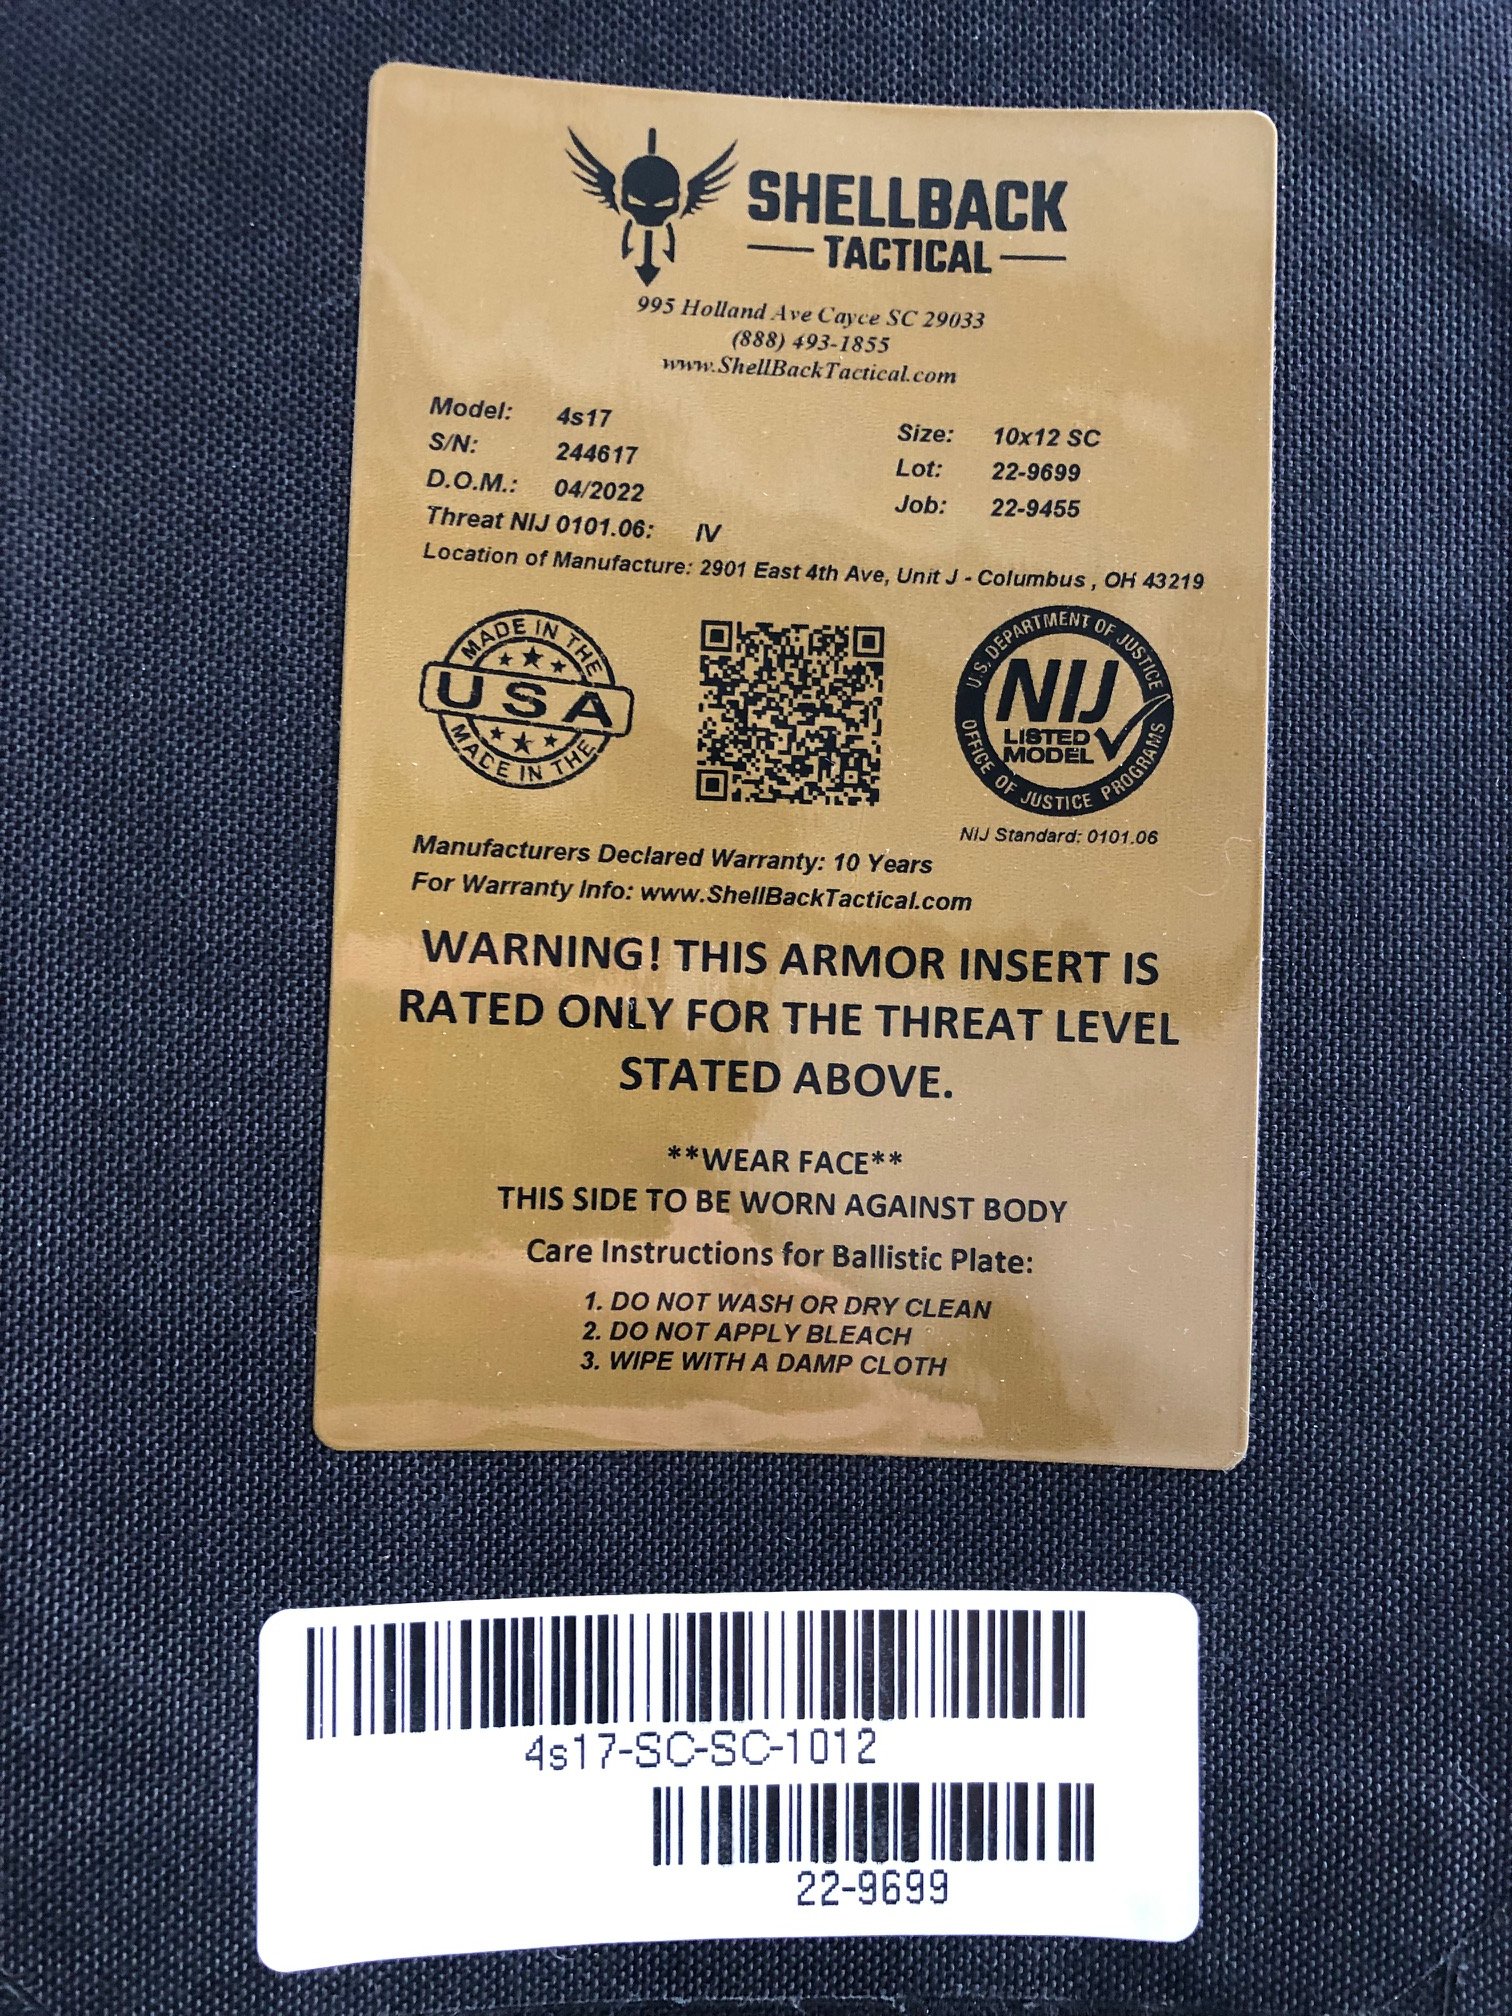 SHELLBACK
TACTICAL
995 Holland Ave Cayce SC 29033
(888) 493-1855
www.ShellBackTactical.com
Model: 4s17
S/N: 244617
D.O.M.: 04/2022
Threat NIJ 0101.06: IV
Size: 10x12 SC
Lot: 22-9699
Job: 22-9455
Location of Manufacture: 2901 East 4th Ave, Unit J - Columbus , OH 43219
MADE IN THE
USA
MADE IN THE
U.S. DEPARTMENT OF JUSTICE
NIJ
LISTED
MODEL
OFFICE OF JUSTICE PROGRAMS
NIJ Standard: 0101.06
Manufacturers Declared Warranty: 10 Years
For Warranty Info: www.ShellBackTactical.com
WARNING! THIS ARMOR INSERT IS
RATED ONLY FOR THE THREAT LEVEL
STATED ABOVE.
**WEAR FACE**
THIS SIDE TO BE WORN AGAINST BODY
Care Instructions for Ballistic Plate:
1. DO NOT WASH OR DRY CLEAN
2. DO NOT APPLY BLEACH
3. WIPE WITH A DAMP CLOTH
4s17-SC-SC-1012
22-9699